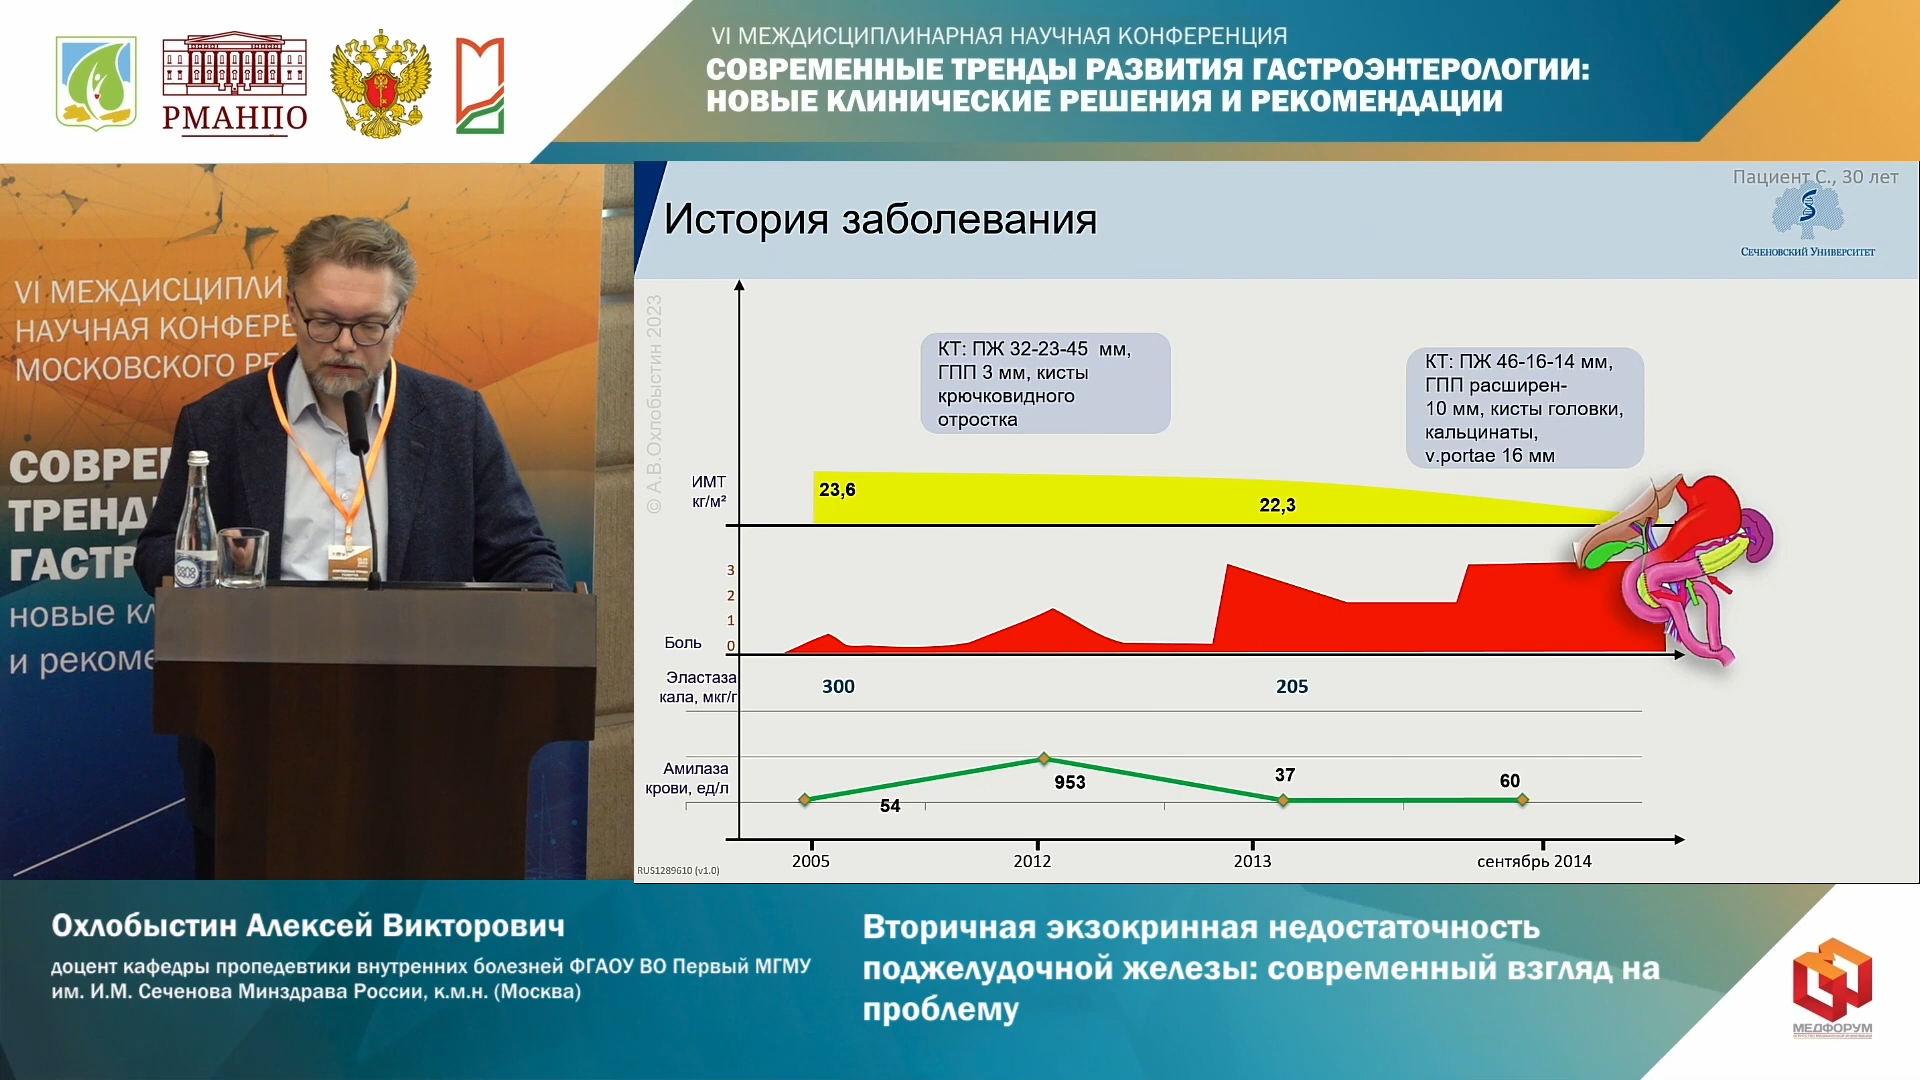 РМАНПО
VI МЕЖДИСЦИПЛИНАРНАЯ НАУЧНАЯ КОНФЕРЕНЦИЯ
СОВРЕМЕННЫЕ ТРЕНДЫ РАЗВИТИЯ ГАСТРОЭНТЕРОЛОГИИ:
НОВЫЕ КЛИНИЧЕСКИЕ РЕШЕНИЯ И РЕКОМЕНДАЦИИ
VI МЕЖДИСЦИПЛИ
НАУЧНАЯ КОНФЕРЕ
МОСКОВСКОГО РЕ
СОВРЕ
ТРЕНД
ГАСТР
новые кл
и рекоме
Пациент С., 30 лет
История заболевания
СЕЧЕНОВСКИЙ УНИВЕРСИТЕТ
© А.В.Охлобыстин 2023
КТ: ПЖ 32-23-45 мм,
ГПП 3 мм, кисты
крючковидного
отростка
КТ: ПЖ 46-16-14 мм,
ГПП расширен-
10 мм, кисты головки,
кальцинаты,
v.portae 16 мм
ИМТ
кг/м²
23,6
22,3
3
2
1
0
Боль
Эластаза
кала, мкг/г
300
205
Амилаза
крови, ед/л
54
953
37
60
2005
2012
2013
сентябрь 2014
RUS1289610 (v1.0)
Охлобыстин Алексей Викторович
доцент кафедры пропедевтики внутренних болезней ФГАОУ ВО Первый МГМУ
им. И.М. Сеченова Минздрава России, к.м.н. (Москва)
Вторичная экзокринная недостаточность
поджелудочной железы: современный взгляд на
проблему
МЕДФОРУМ